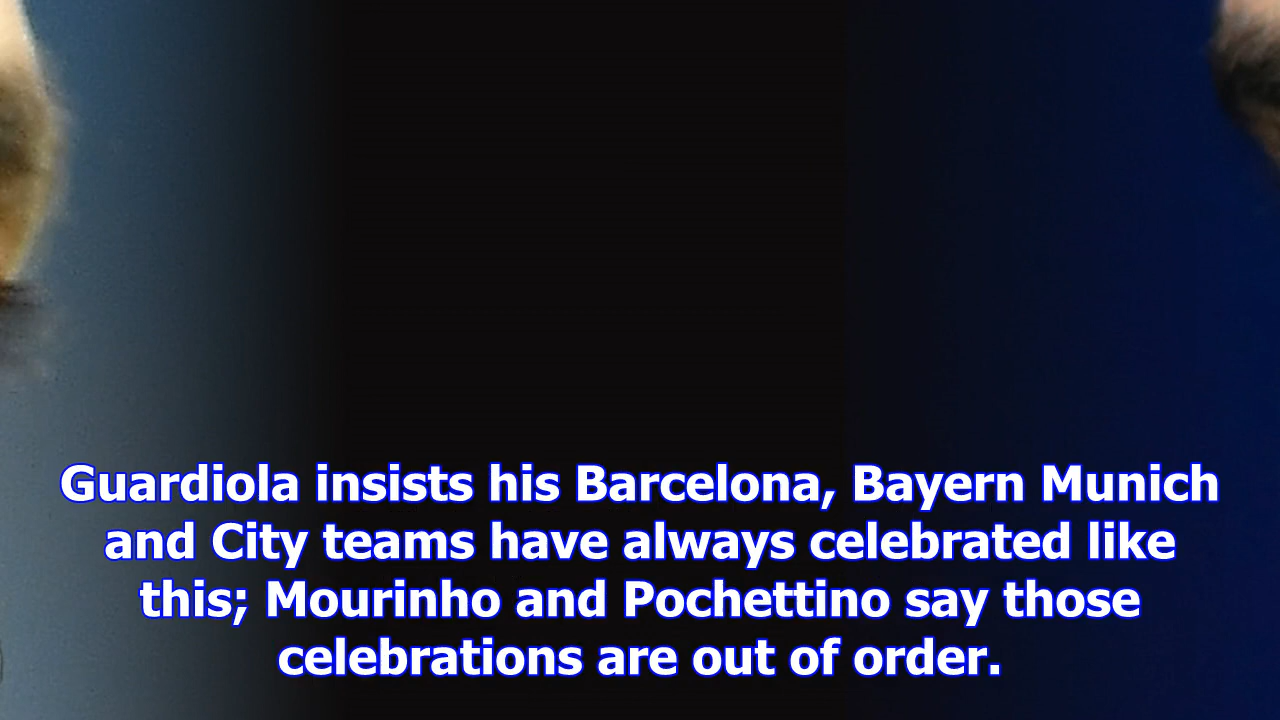 Guardiola insists his Barcelona, Bayern Munich
and City teams have always celebrated like
this; Mourinho and Pochettino say those
celebrations are out of order.